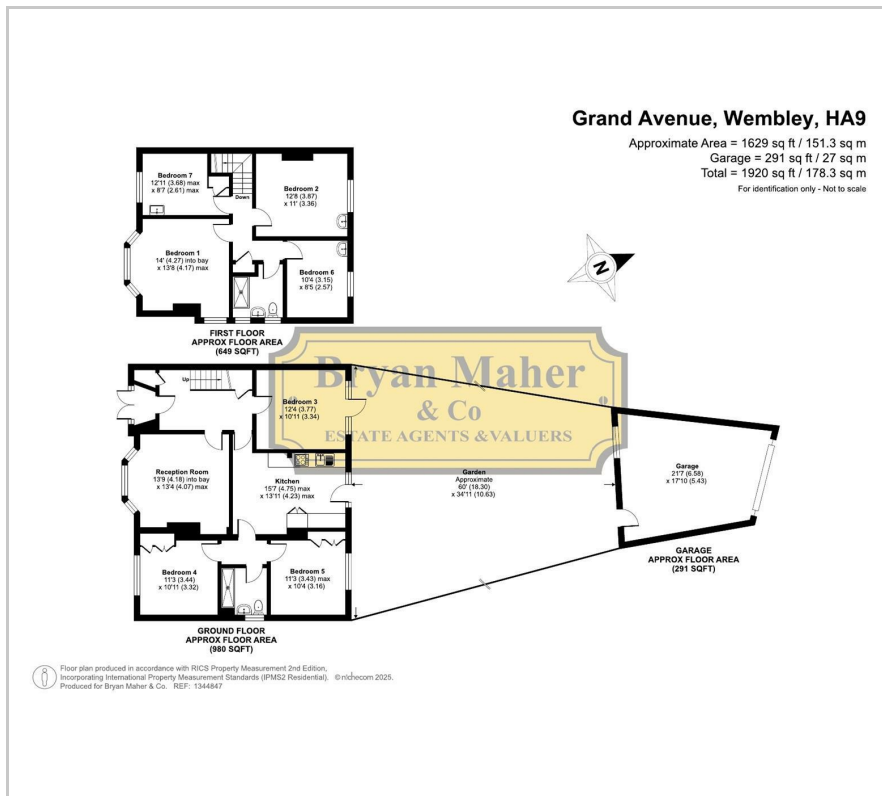 Grand Avenue, Wembley, HA9
Approximate Area = 1629 sq ft / 151.3 sq m
Garage = 291 sq ft / 27 sq m
Total = 1920 sq ft / 178.3 sq m
For identification only - Not to scale
Bedroom 7
12'11 (3.68) max
x 8'7 (2.61) max
Down
Bedroom 2
12'8 (3.87)
x 11' (3.36)
Bedroom 1
14' (4.27) into bay
x 13'8 (4.17) max
Bedroom 6
10'4 (3.15)
x 8'5 (2.57)
FIRST FLOOR
APPROX FLOOR AREA
(649 SQFT)
N
Bryan Maher
& Co
ESTATE AGENTS & VALUERS
Up
Bedroom 3
12'4 (3.77)
x 10'11 (3.34)
Reception Room
13'9 (4.18) into bay
x 13'4 (4.07) max
Kitchen
15'7 (4.75) max
x 13'11 (4.23) max
Garden
Approximate
60' (18.30)
x 34'11 (10.63)
Garage
21'7 (6.58)
x 17'10 (5.43)
GARAGE
APPROX FLOOR AREA
(291 SQFT)
Bedroom 4
11'3 (3.44)
x 10'11 (3.32)
Bedroom 5
11'3 (3.43) max
x 10'4 (3.16)
GROUND FLOOR
APPROX FLOOR AREA
(980 SQFT)
Floor plan produced in accordance with RICS Property Measurement 2nd Edition,
Incorporating International Property Measurement Standards (IPMS2 Residential). ©nichecom 2025.
Produced for Bryan Maher & Co. REF: 1344847